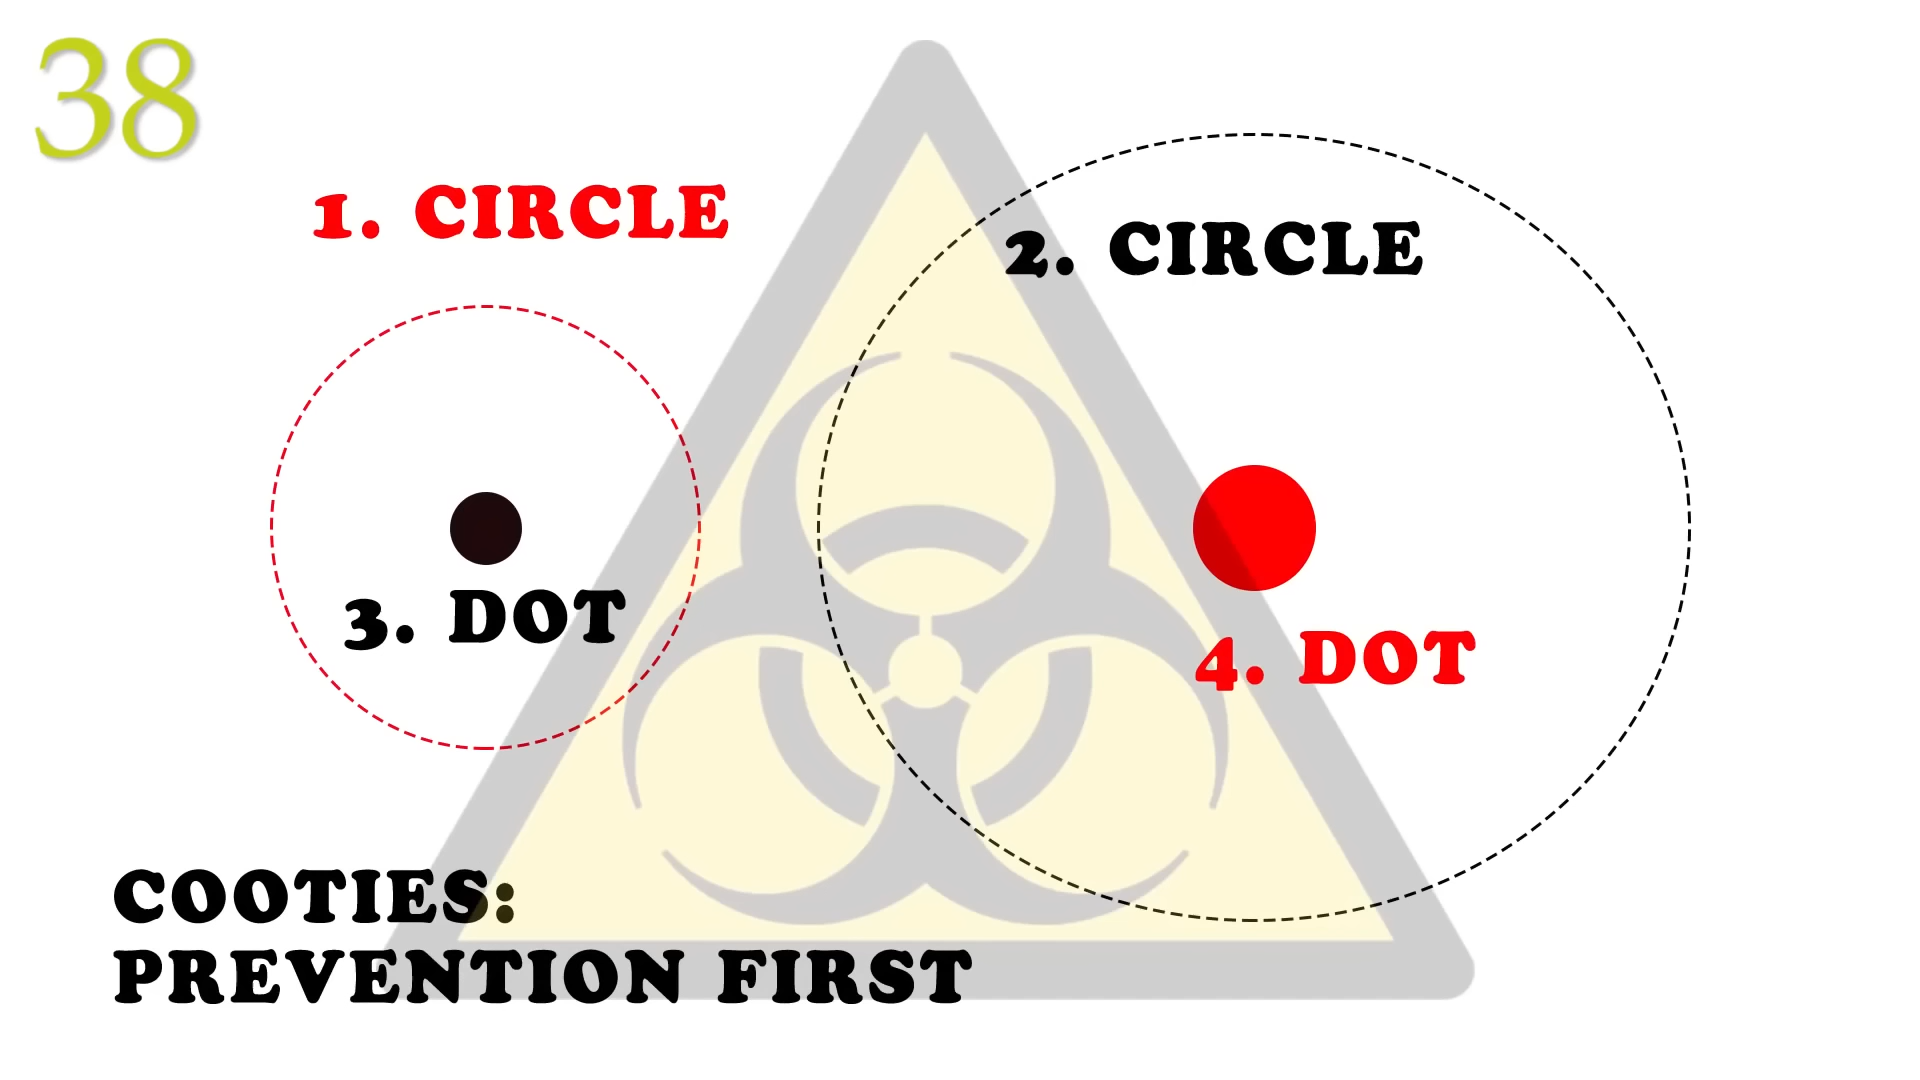 38
1. CIRCLE
2. CIRCLE
3. DOT
4. DOT
COOTIES:
PREVENTION FIRST